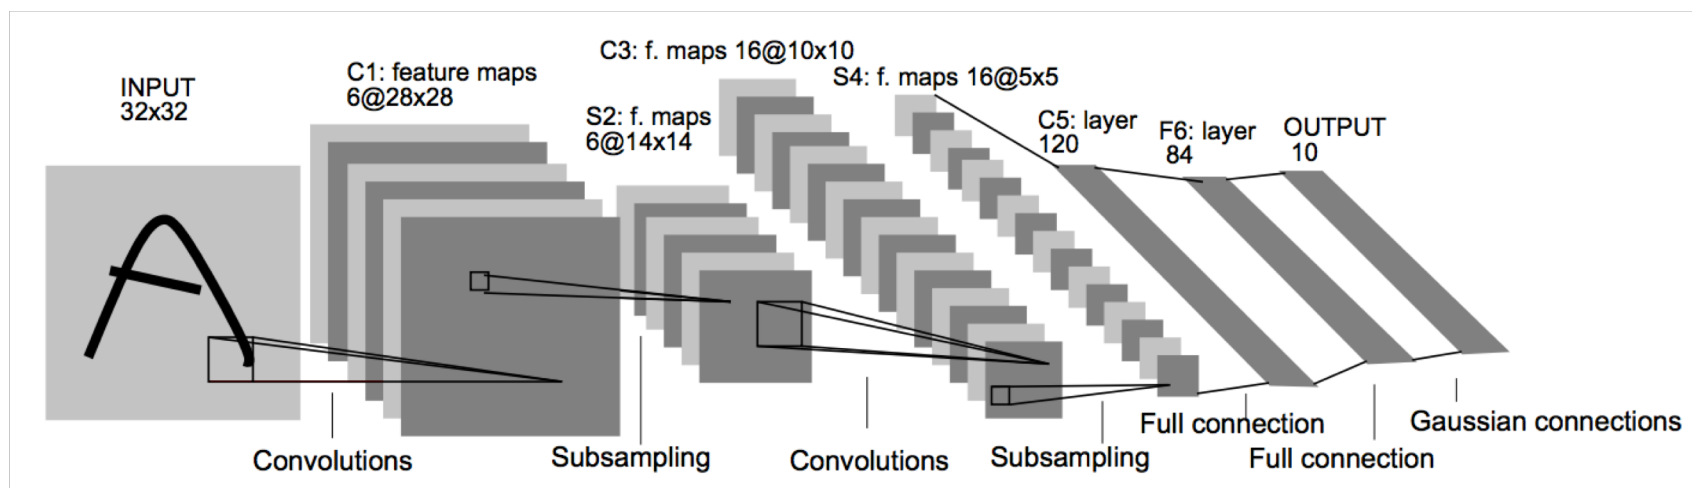 INPUT
32x32
C1: feature maps
6@28x28
S2: f. maps
6@14x14
C3: f. maps 16@10x10
S4: f. maps 16@5x5
C5: layer
120
F6: layer
84
OUTPUT
10
Convolutions
Subsampling
Convolutions
Subsampling
Full connection
Full connection
Gaussian connections